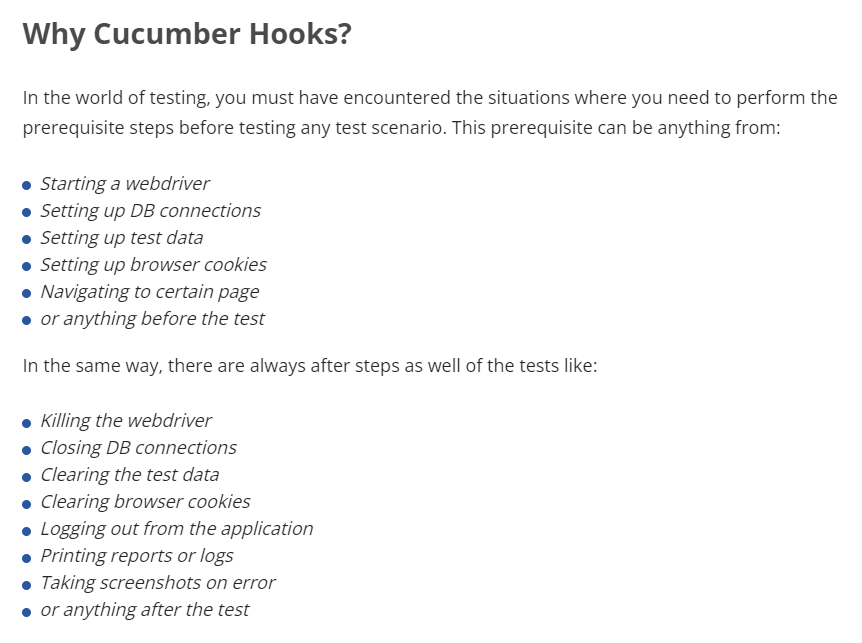 Why Cucumber Hooks?
In the world of testing, you must have encountered the situations where you need to perform the
prerequisite steps before testing any test scenario. This prerequisite can be anything from:
Starting a webdriver
Setting up DB connections
Setting up test data
Setting up browser cookies
Navigating to certain page
or anything before the test
In the same way, there are always after steps as well of the tests like:
Killing the webdriver
Closing DB connections
Clearing the test data
Clearing browser cookies
Logging out from the application
Printing reports or logs
Taking screenshots on error
or anything after the test